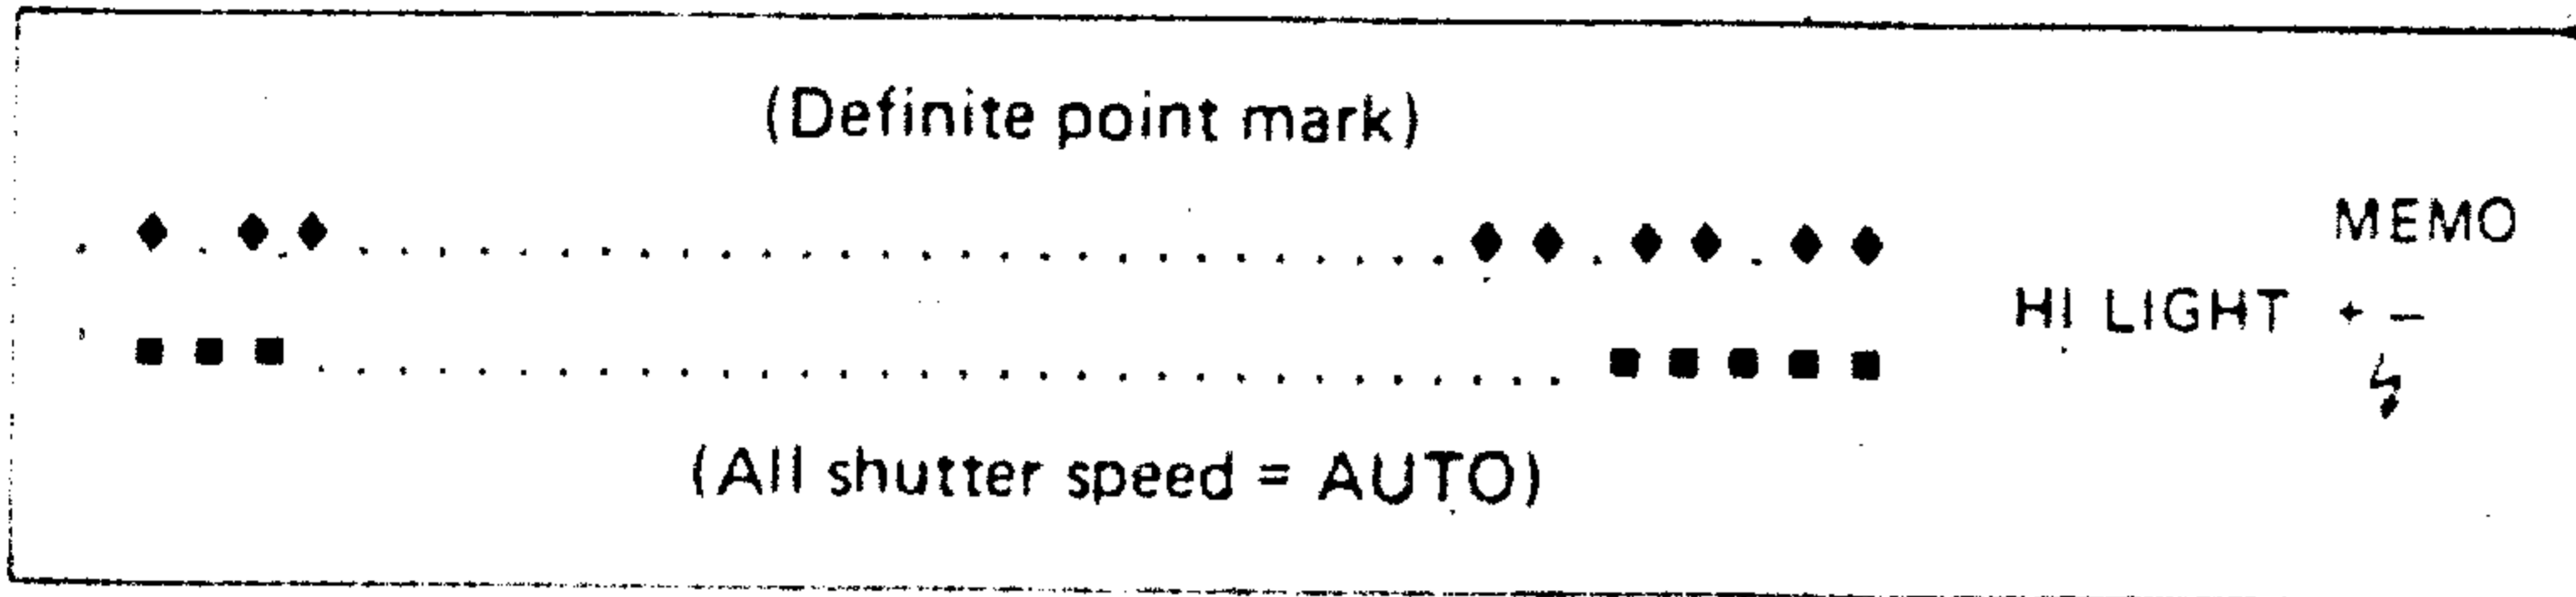 (Definite point mark)
. ♦ . ♦ . ♦ . . . . . . . . . . . . . . . . . . . . . . . . . . . . ♦ ♦ . ♦ ♦ . ♦ ♦ MEMO
HI LIGHT + −
■ ■ ■ . . . . . . . . . . . . . . . . . . . . . . . . . . . . . . . . ■ ■ ■ ■ ■ ↯
(All shutter speed = AUTO)